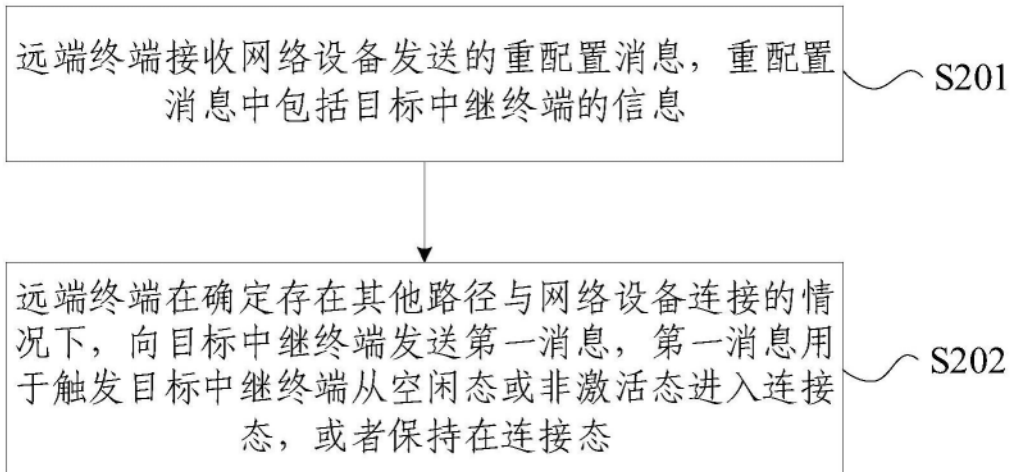 远端终端接收网络设备发送的重配置消息，重配置
消息中包括目标中继终端的信息
S201
远端终端在确定存在其他路径与网络设备连接的情
况下，向目标中继终端发送第一消息，第一消息用
于触发目标中继终端从空闲态或非激活态进入连接
态，或者保持在连接态
S202